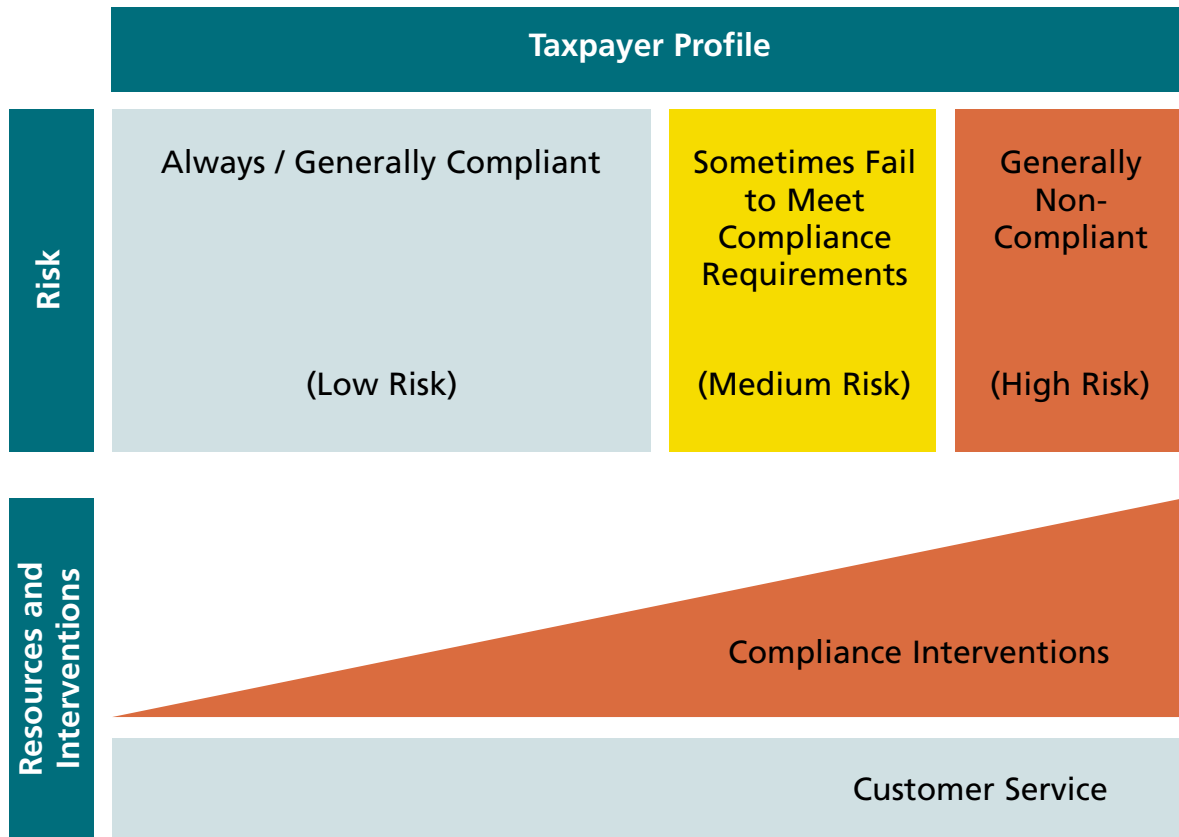 Taxpayer Profile
Risk
Always / Generally Compliant
(Low Risk)
Sometimes Fail
to Meet
Compliance
Requirements
(Medium Risk)
Generally
Non-
Compliant
(High Risk)
Resources and
Interventions
Compliance Interventions
Customer Service